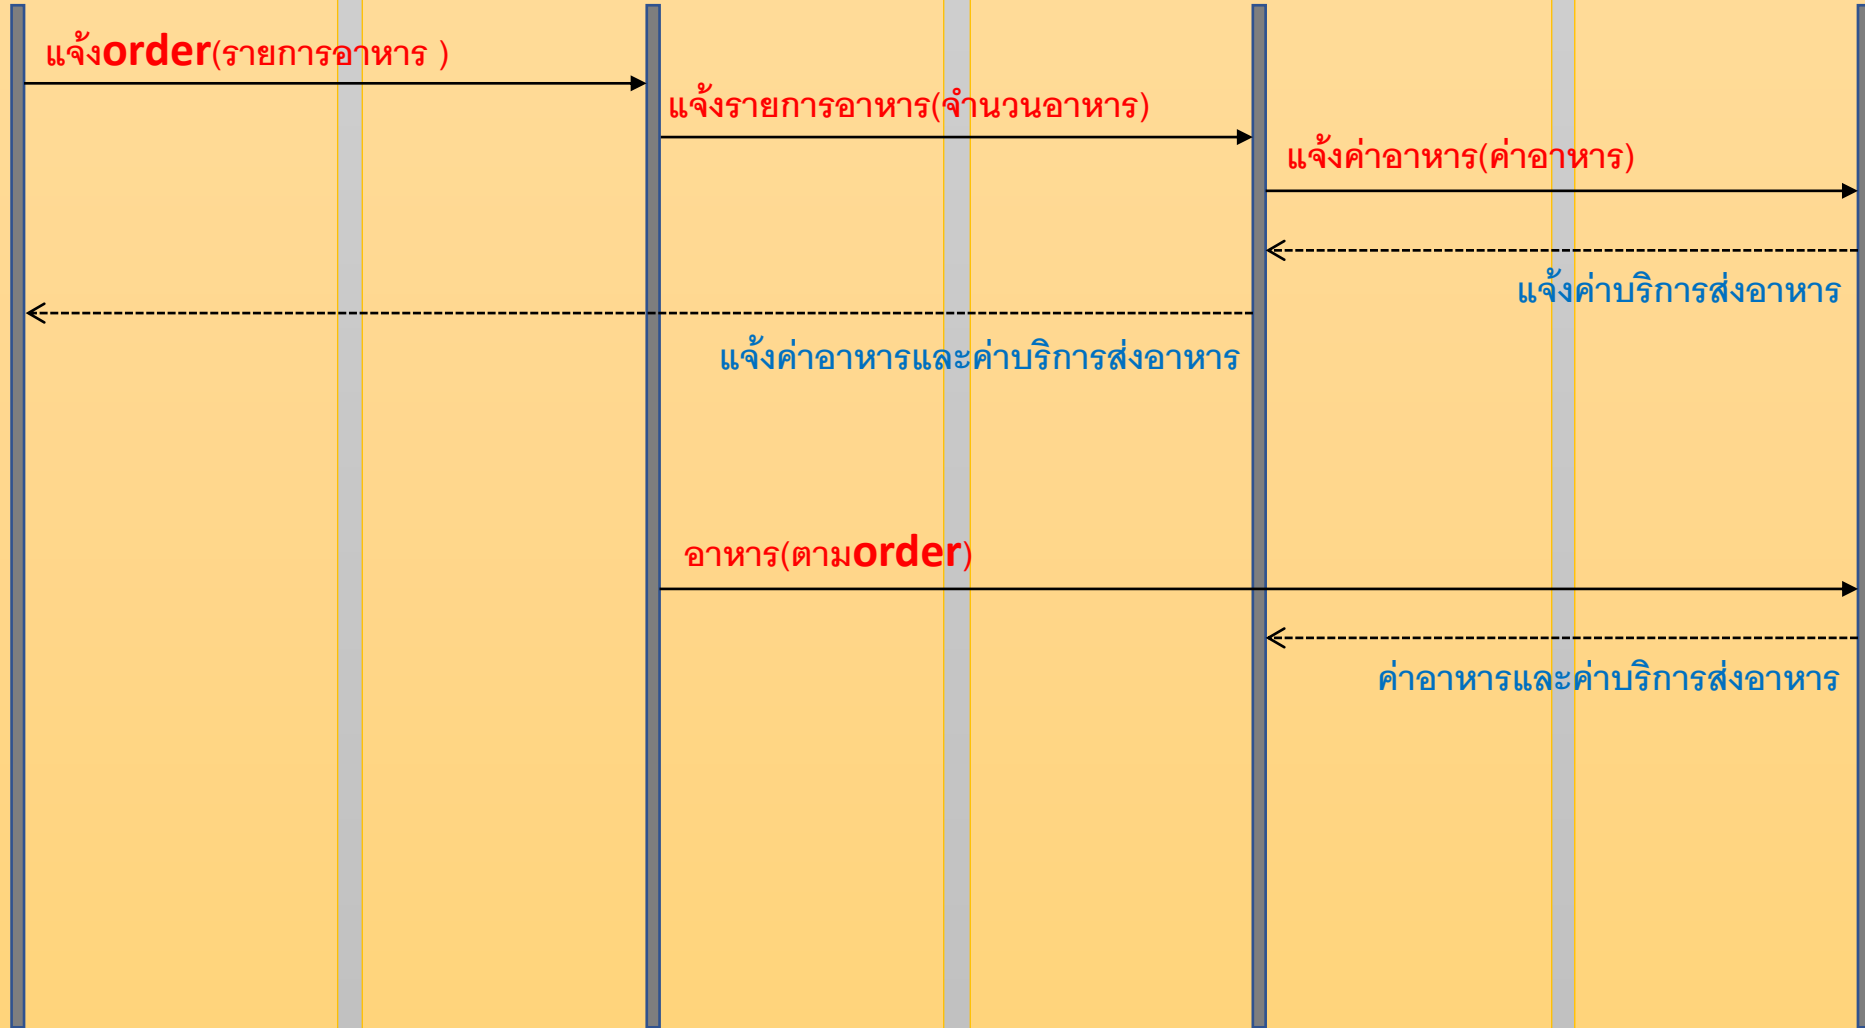 แจ้งorder(รายการอาหาร )
แจ้งรายการอาหาร(จำนวนอาหาร)
แจ้งค่าอาหาร(ค่าอาหาร)
แจ้งค่าบริการส่งอาหาร
แจ้งค่าอาหารและค่าบริการส่งอาหาร
อาหาร(ตามorder)
ค่าอาหารและค่าบริการส่งอาหาร